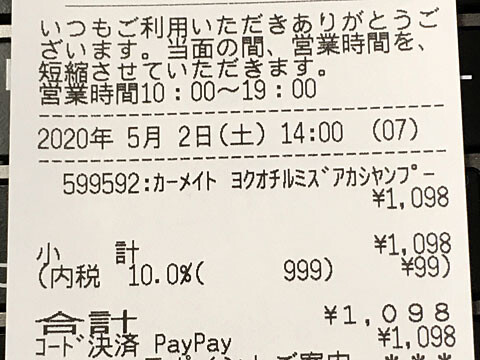 いつもご利用いただきありがとうご
ざいます。当面の間、営業時間を、
短縮させていただきます。
営業時間10：00〜19：00
2020年 5月 2日(土) 14:00 (07)
599592:カーメイト ヨクオチルミズアカシャンプー
¥1,098
小 計 ¥1,098
(内税 10.0%( 999) ¥99)
合計 ¥1,098
ｺｰﾄﾞ決済 PayPay ¥1,098